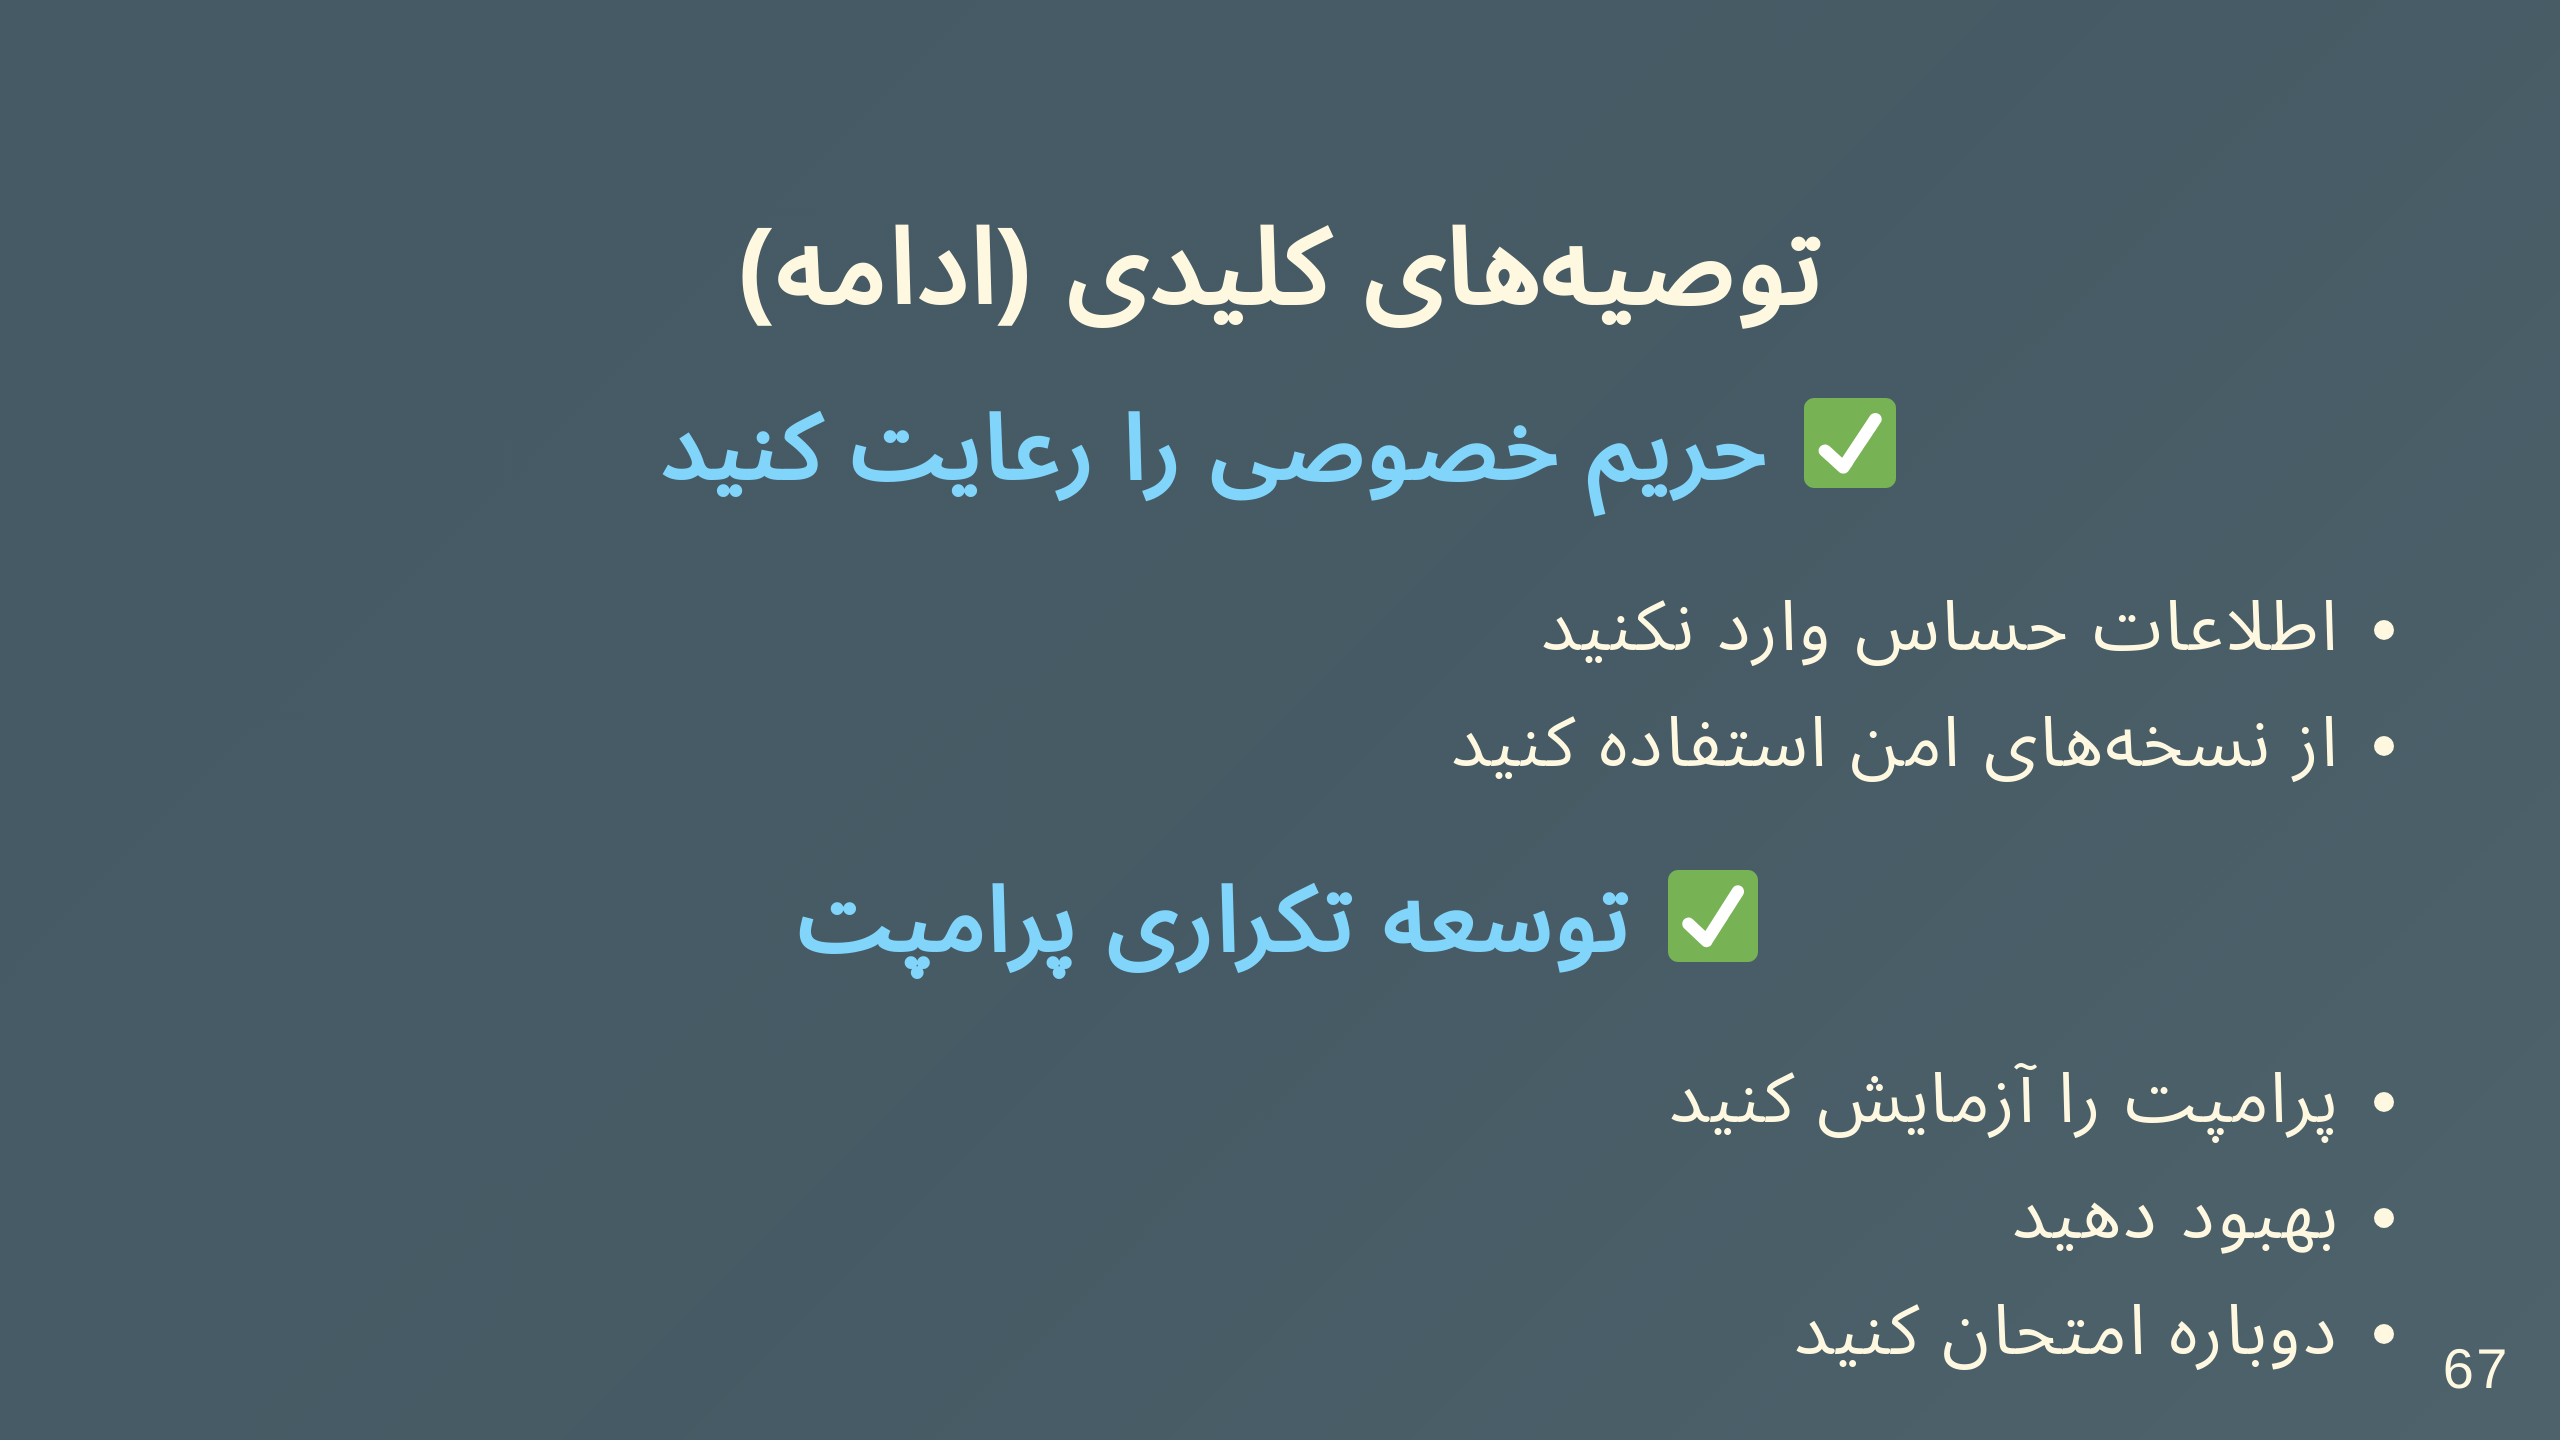 توصیه‌های کلیدی (ادامه)
✅ حریم خصوصی را رعایت کنید
• اطلاعات حساس وارد نکنید
• از نسخه‌های امن استفاده کنید
✅ توسعه تکراری پرامپت
• پرامپت را آزمایش کنید
• بهبود دهید
• دوباره امتحان کنید
67